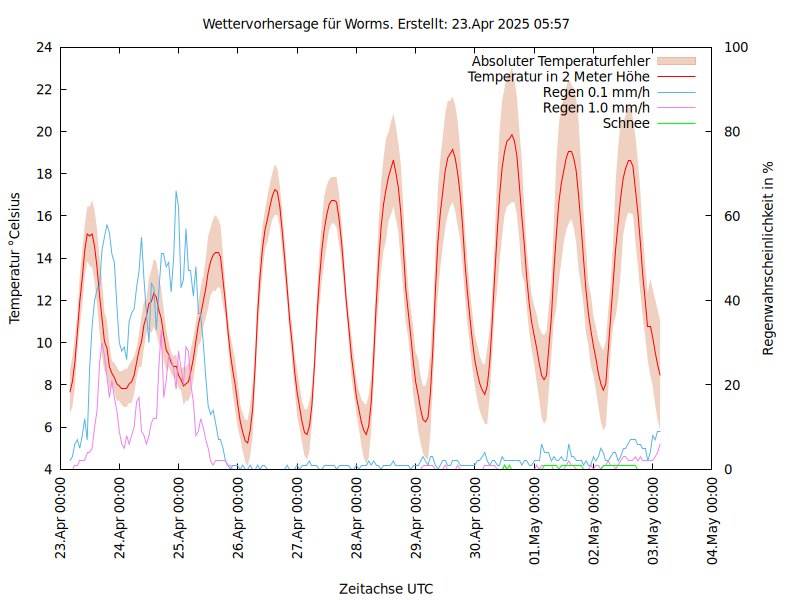 Wettervorhersage für Worms. Erstellt: 23.Apr 2025 05:57
Absoluter Temperaturfehler
Temperatur in 2 Meter Höhe
Regen 0.1 mm/h
Regen 1.0 mm/h
Schnee
Temperatur °Celsius
24
22
20
18
16
14
12
10
8
6
4
100
80
60
40
20
0
Regenwahrscheinlichkeit in %
23.Apr 00:00
24.Apr 00:00
25.Apr 00:00
26.Apr 00:00
27.Apr 00:00
28.Apr 00:00
29.Apr 00:00
30.Apr 00:00
01.May 00:00
02.May 00:00
03.May 00:00
04.May 00:00
Zeitachse UTC